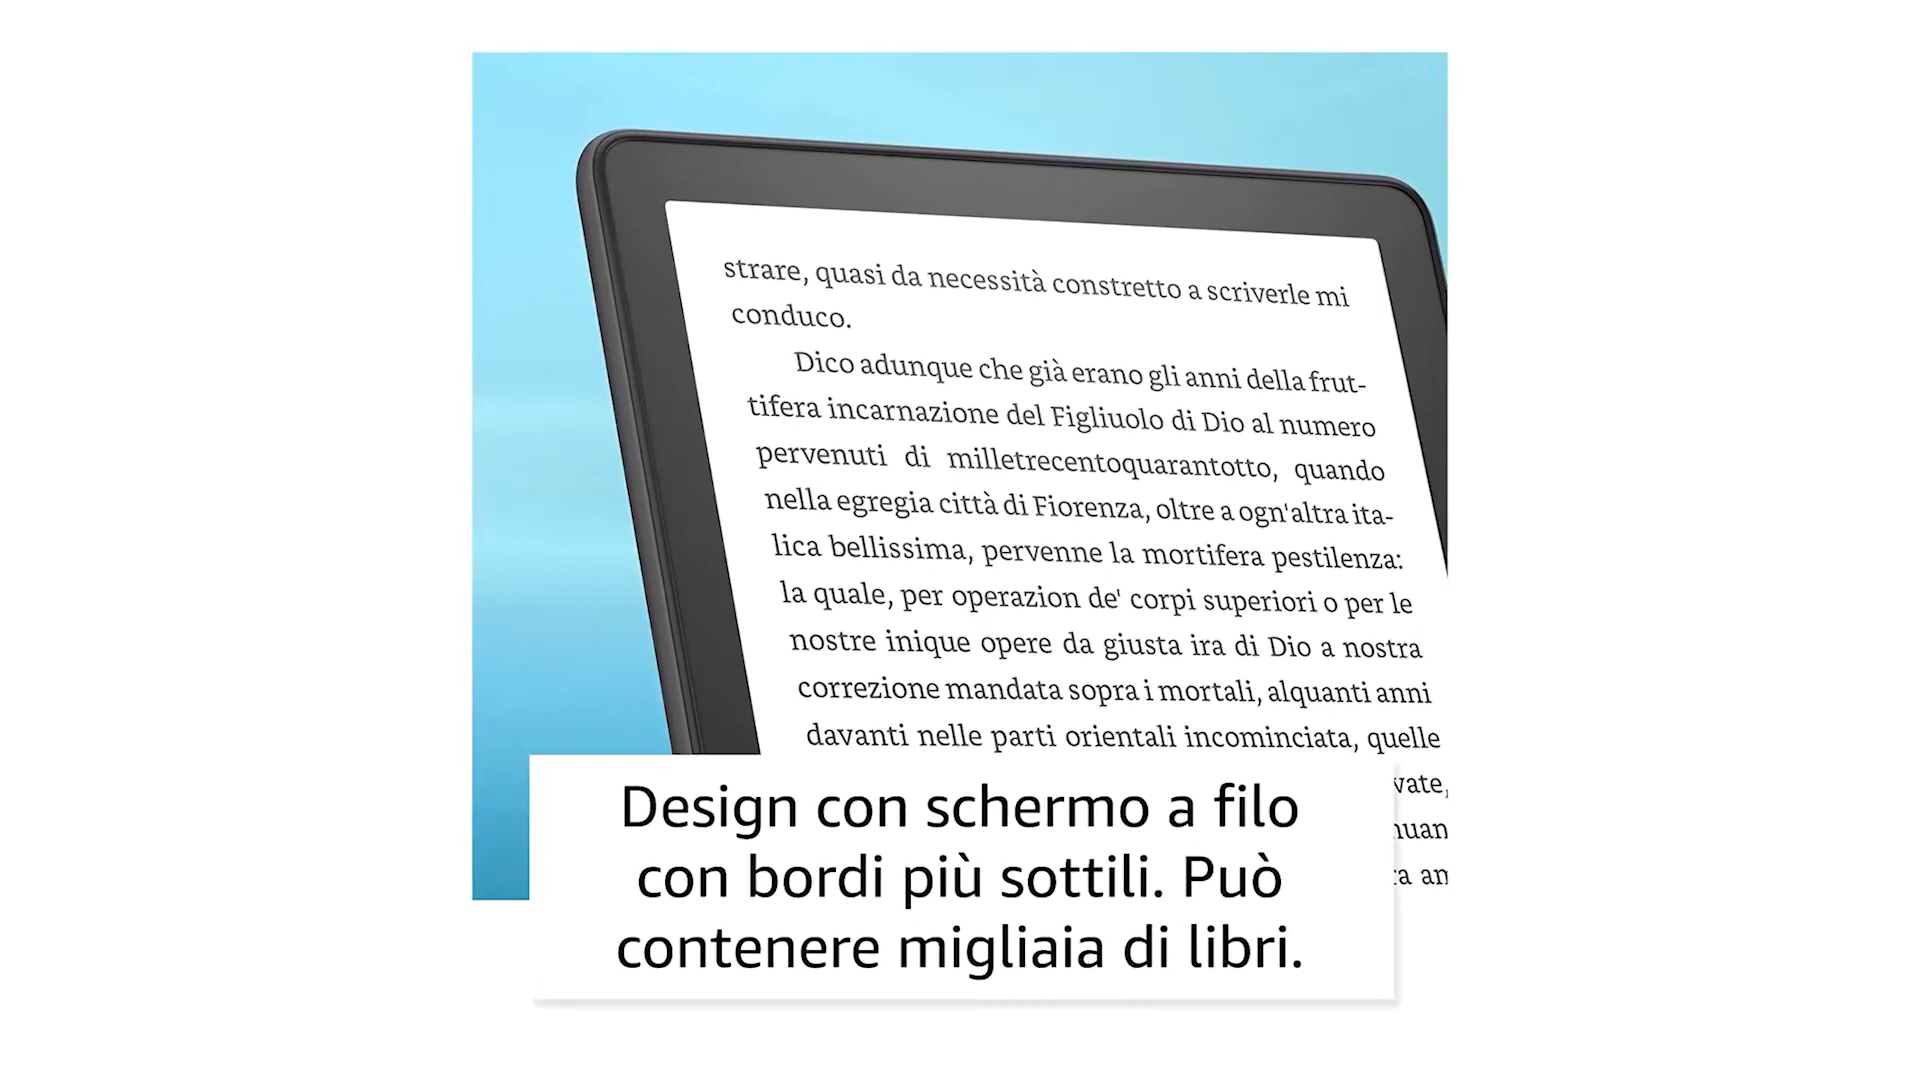 strare, quasi da necessità constretto a scriverle mi
conduco.
Dico adunque che già erano gli anni della frut-
tifera incarnazione del Figliuolo di Dio al numero
pervenuti di milletrecentoquarantotto, quando
nella egregia città di Fiorenza, oltre a ogn'altra ita-
lica bellissima, pervenne la mortifera pestilenza:
la quale, per operazion de' corpi superiori o per le
nostre inique opere da giusta ira di Dio a nostra
correzione mandata sopra i mortali, alquanti anni
davanti nelle parti orientali incominciata, quelle
Design con schermo a filo
con bordi più sottili. Può
contenere migliaia di libri.